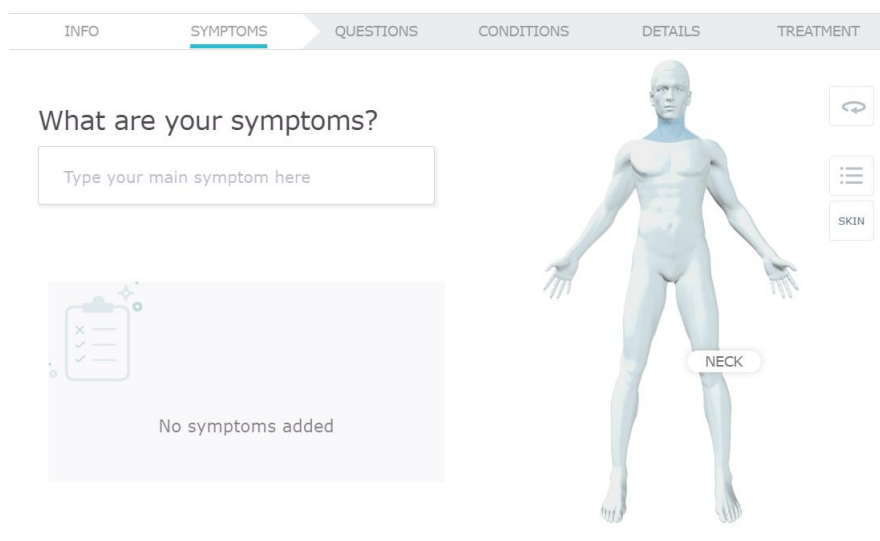 INFO SYMPTOMS QUESTIONS CONDITIONS DETAILS TREATMENT
What are your symptoms?
Type your main symptom here
SKIN
NECK
No symptoms added